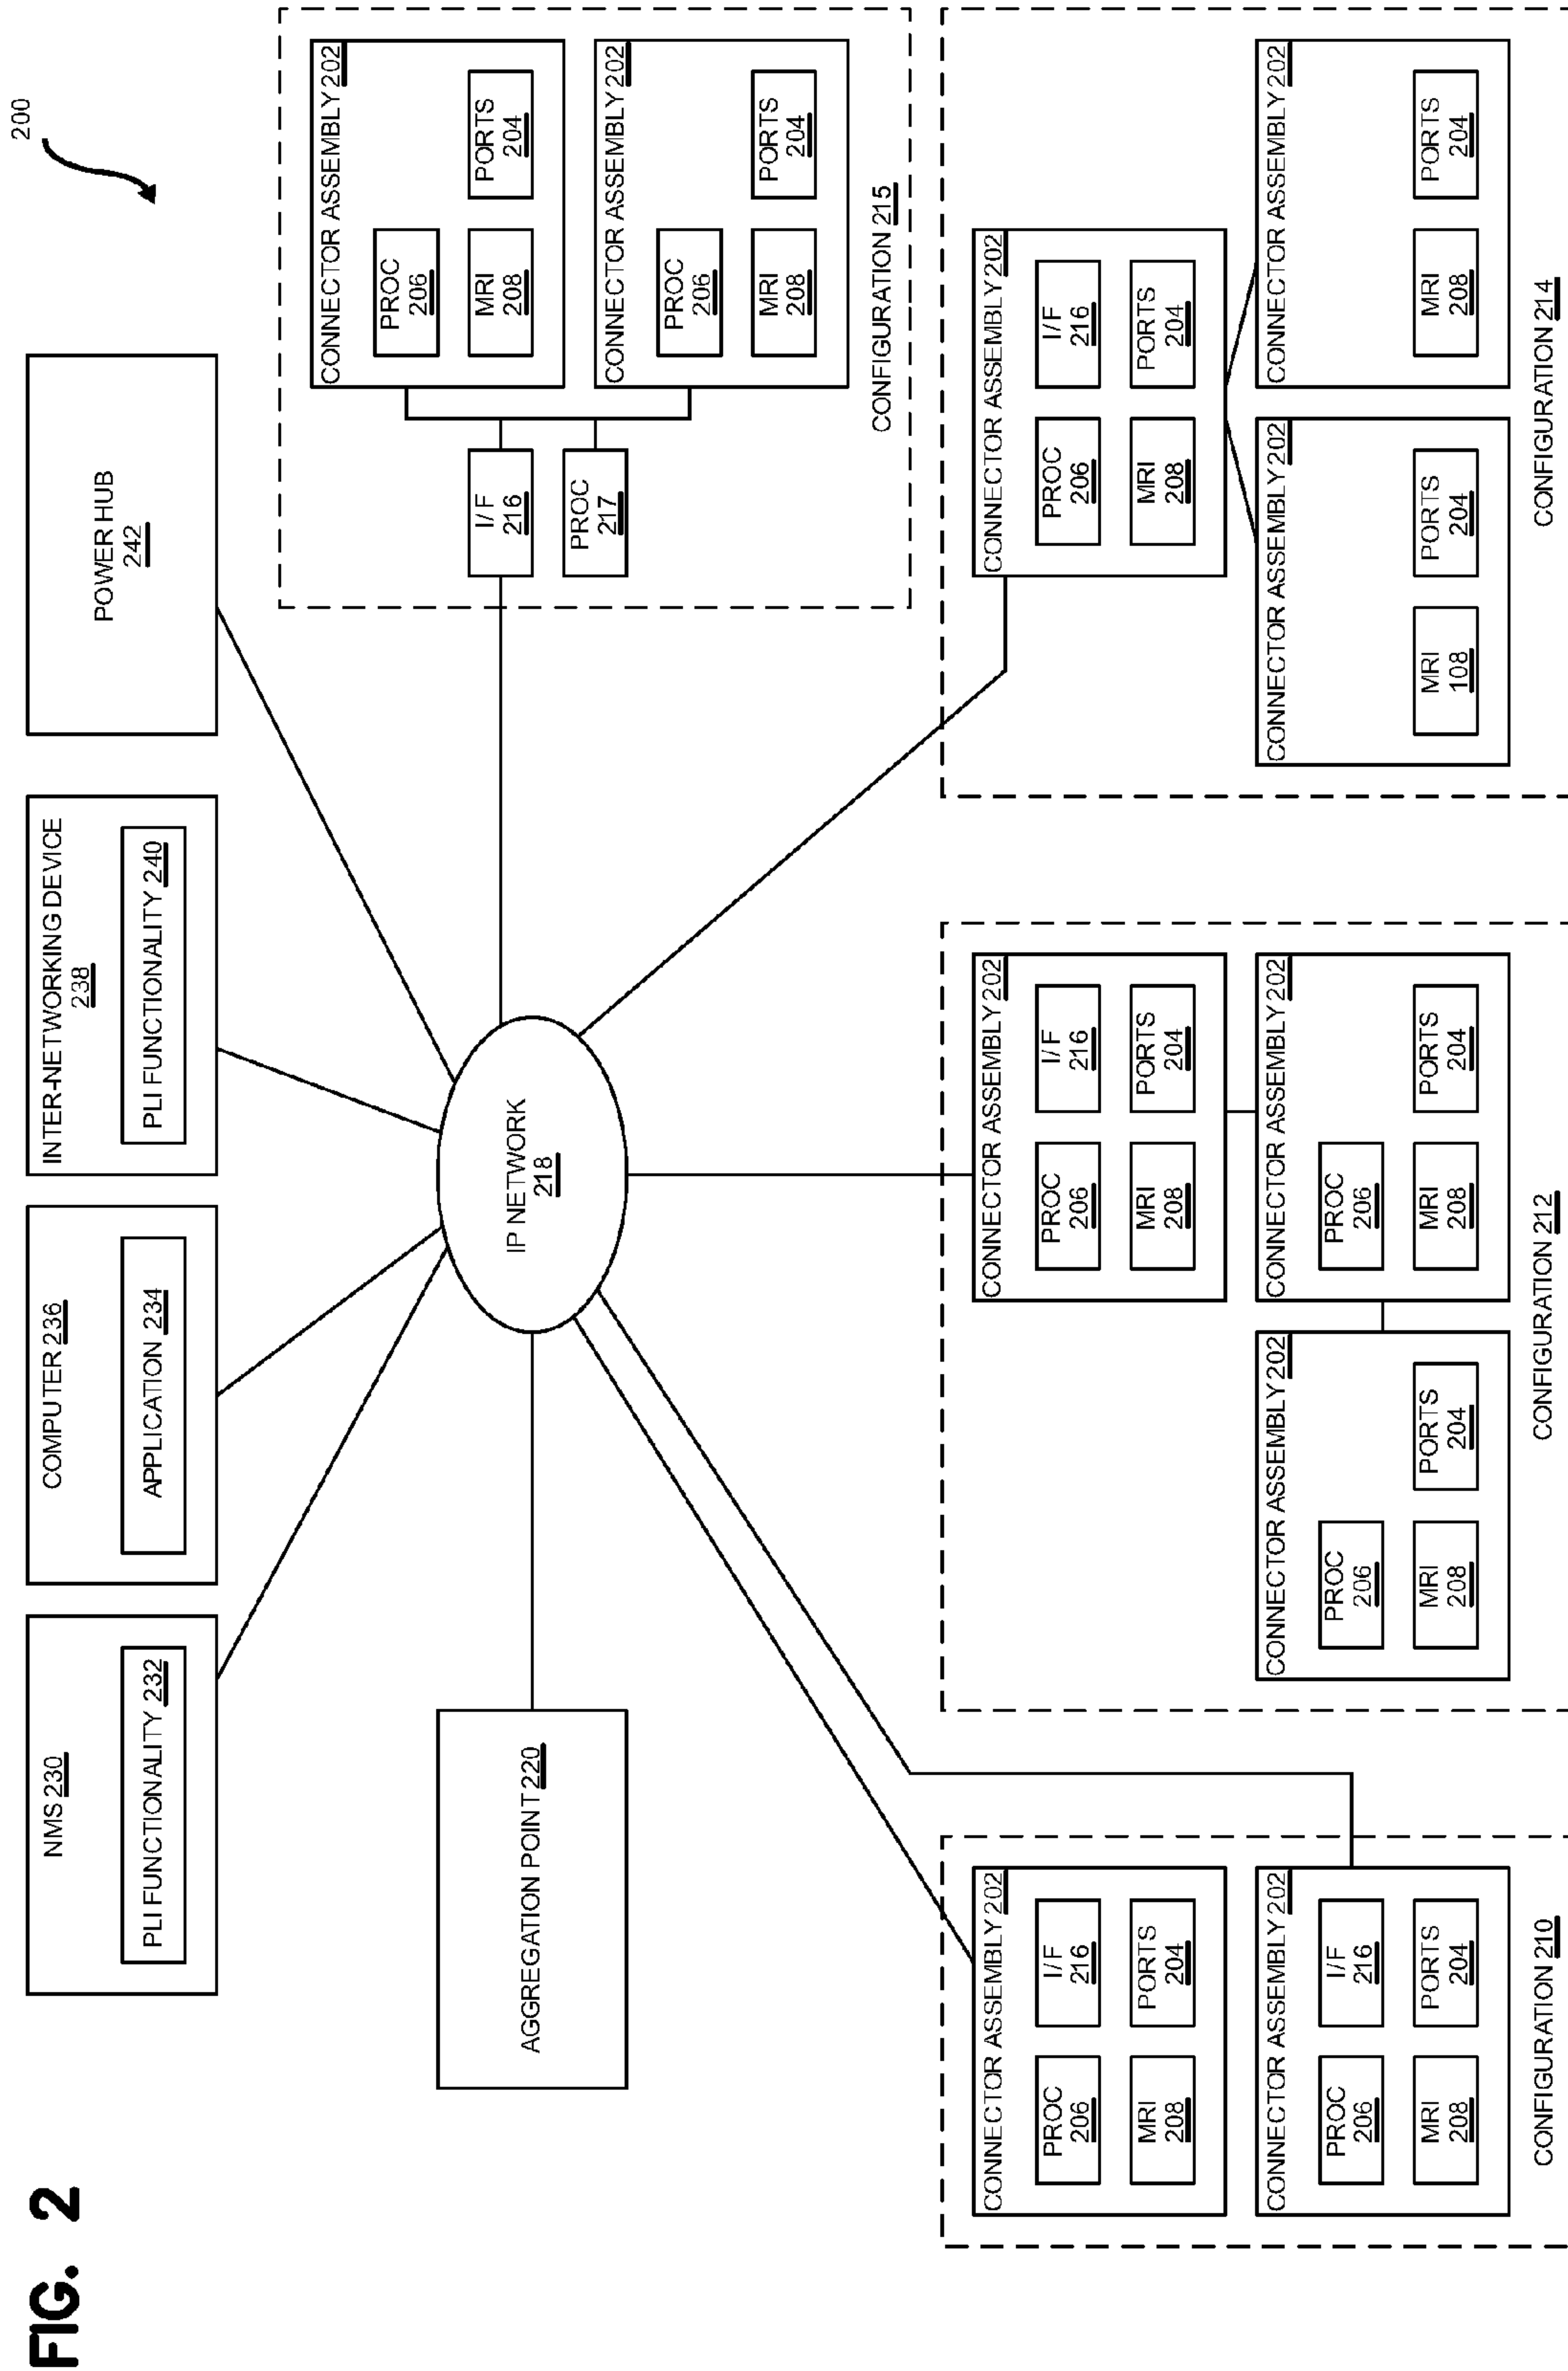 FIG. 2
200
NMS 230
PLI FUNCTIONALITY 232
COMPUTER 236
APPLICATION 234
INTER-NETWORKING DEVICE
238
PLI FUNCTIONALITY 240
POWER HUB
242
AGGREGATION POINT 220
IP NETWORK
218
I/F
216
PROC
217
CONNECTOR ASSEMBLY 202
PROC
206
MRI
208
PORTS
204
CONNECTOR ASSEMBLY 202
PROC
206
MRI
208
PORTS
204
CONFIGURATION 215
CONNECTOR ASSEMBLY 202
PROC
206
I/F
216
MRI
208
PORTS
204
CONNECTOR ASSEMBLY 202
PROC
206
I/F
216
MRI
208
PORTS
204
CONFIGURATION 210
CONNECTOR ASSEMBLY 202
PROC
206
I/F
216
MRI
208
PORTS
204
CONNECTOR ASSEMBLY 202
PROC
206
MRI
208
PORTS
204
CONNECTOR ASSEMBLY 202
PROC
206
MRI
208
PORTS
204
CONFIGURATION 212
CONNECTOR ASSEMBLY 202
PROC
206
I/F
216
MRI
208
PORTS
204
CONNECTOR ASSEMBLY 202
MRI
108
PORTS
204
CONNECTOR ASSEMBLY 202
MRI
208
PORTS
204
CONFIGURATION 214